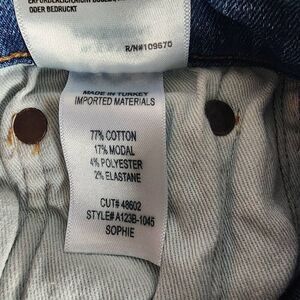 ODER BEDRUCKT
R/N#109570
MADE IN TURKEY
IMPORTED MATERIALS
77% COTTON
17% MODAL
4% POLYESTER
2% ELASTANE
CUT# 48602
STYLE# A123B-1045
SOPHIE